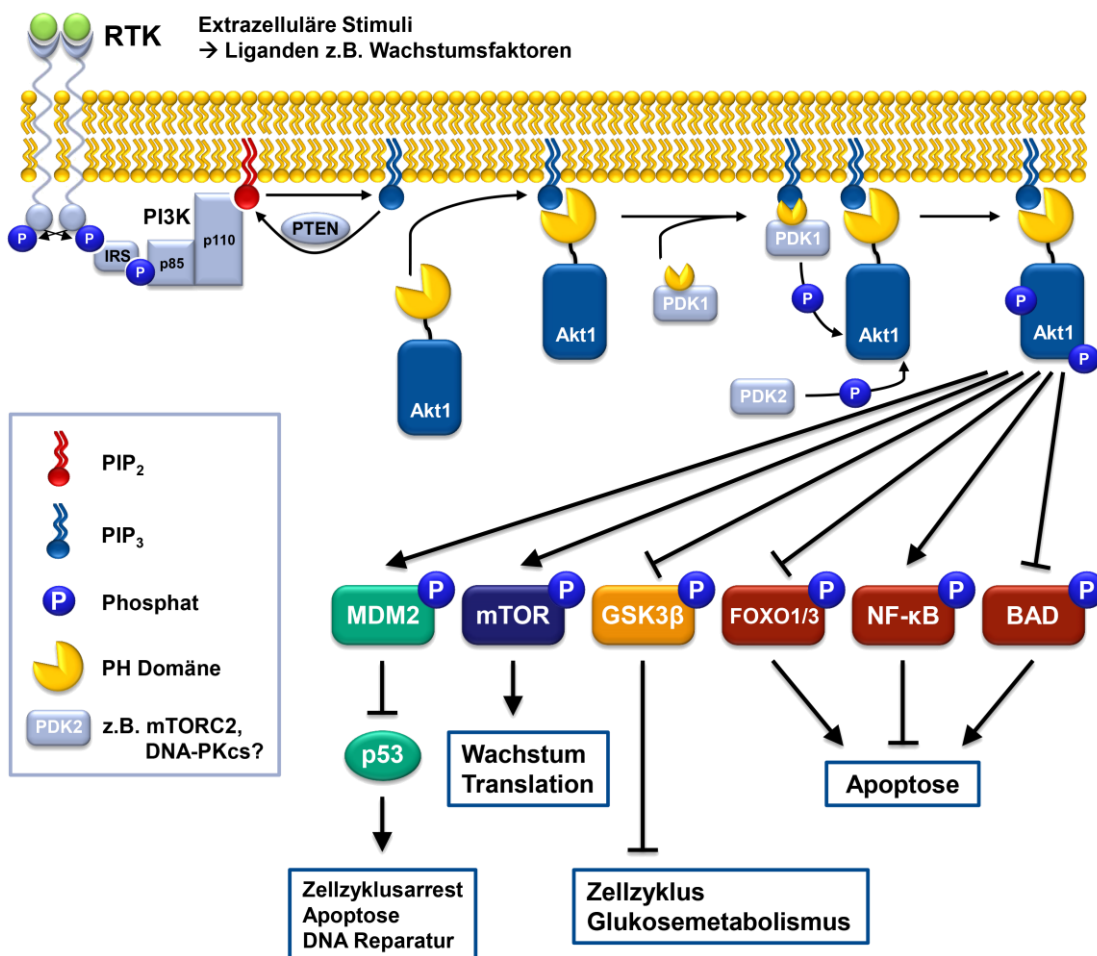 RTK
Extrazelluläre Stimuli
→ Liganden z.B. Wachstumsfaktoren
PI3K
p110
PTEN
IRS
p85
P
P
P
PDK1
PDK1
P
Akt1
Akt1
Akt1
P
Akt1
P
PDK2
P
Akt1
PIP₂
PIP₃
P Phosphat
PH Domäne
PDK2 z.B. mTORC2,
DNA-PKcs?
MDM2 P
mTOR P
GSK3β P
FOXO1/3 P
NF-κB P
BAD P
p53
Wachstum
Translation
Apoptose
Zellzyklusarrest
Apoptose
DNA Reparatur
Zellzyklus
Glukosemetabolismus